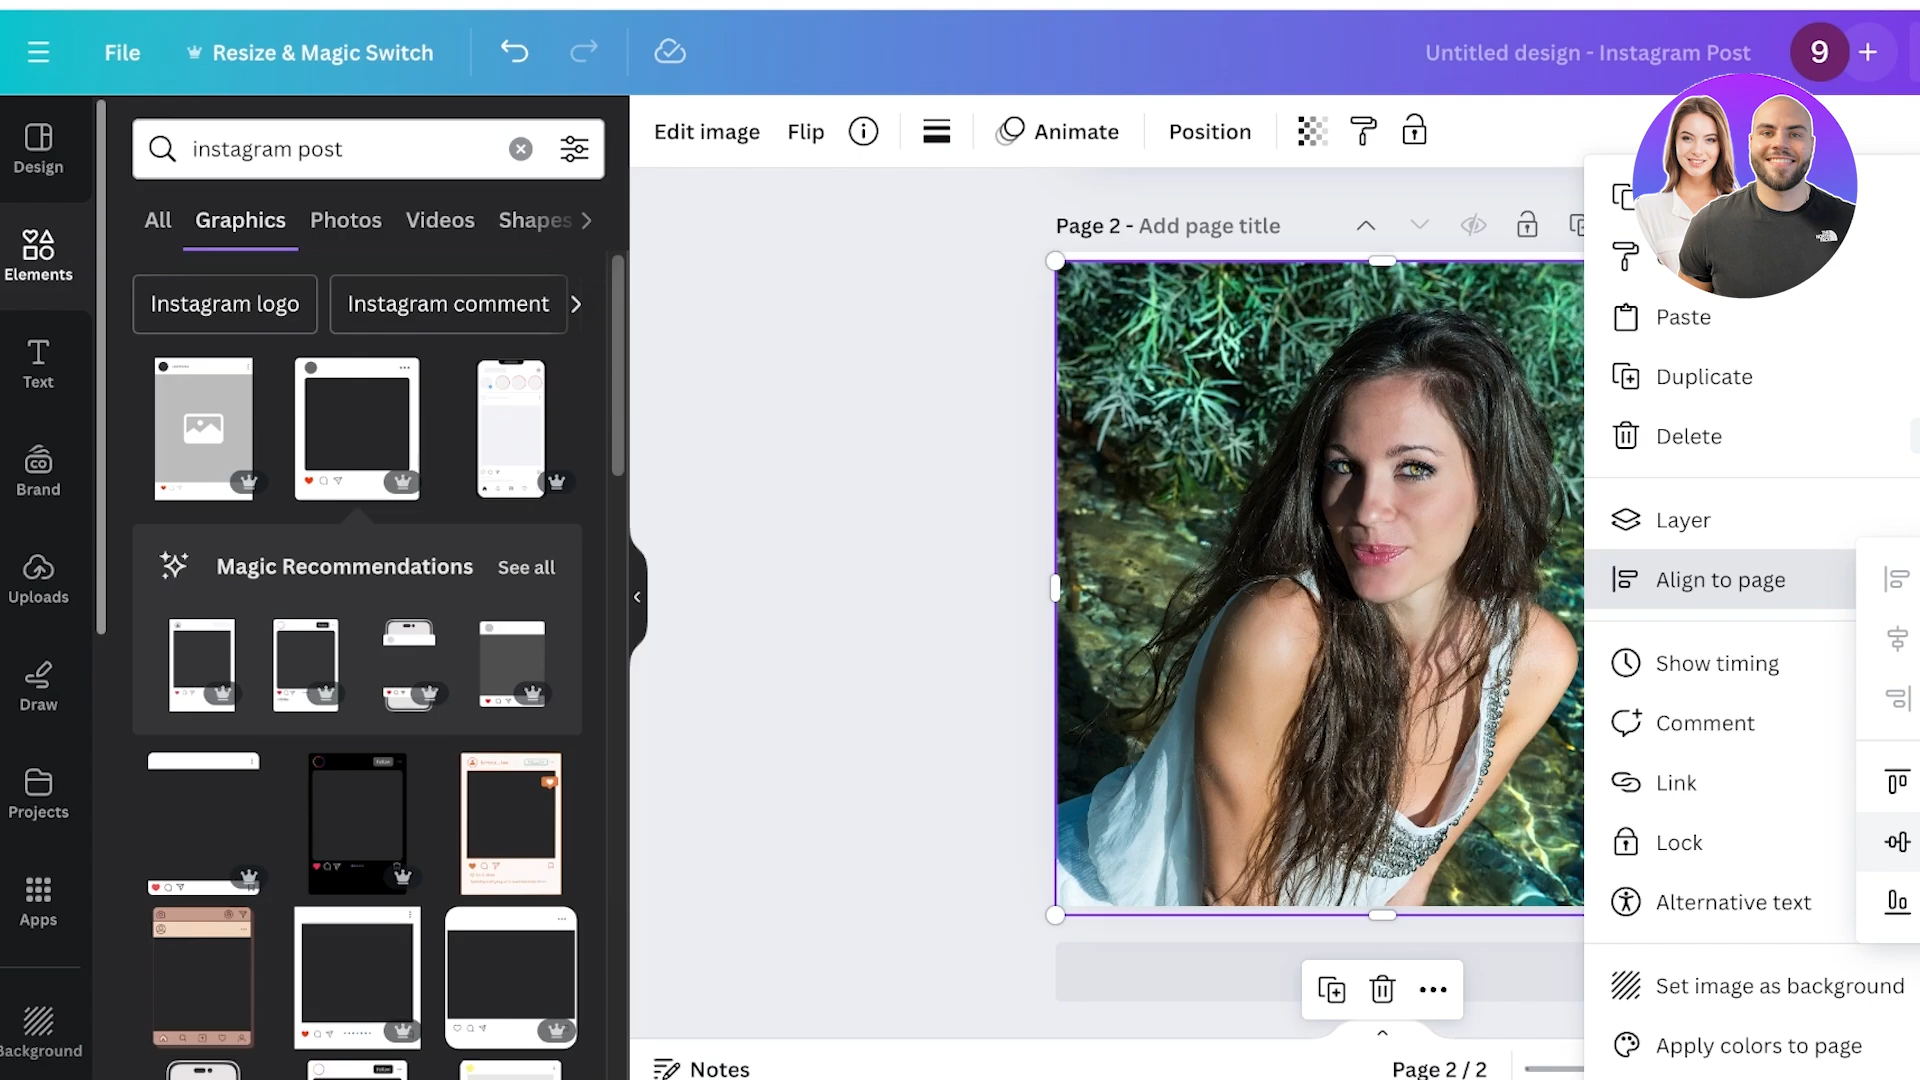 File
Resize & Magic Switch
Untitled design - Instagram Post
9
Design
Elements
Text
Brand
Uploads
Draw
Projects
Apps
Background
instagram post
All
Graphics
Photos
Videos
Shapes
Instagram logo
Instagram comment
Magic Recommendations
See all
Edit image
Flip
Animate
Position
Page 2 - Add page title
Paste
Duplicate
Delete
Layer
Align to page
Show timing
Comment
Link
Lock
Alternative text
Set image as background
Apply colors to page
Notes
Page 2 / 2